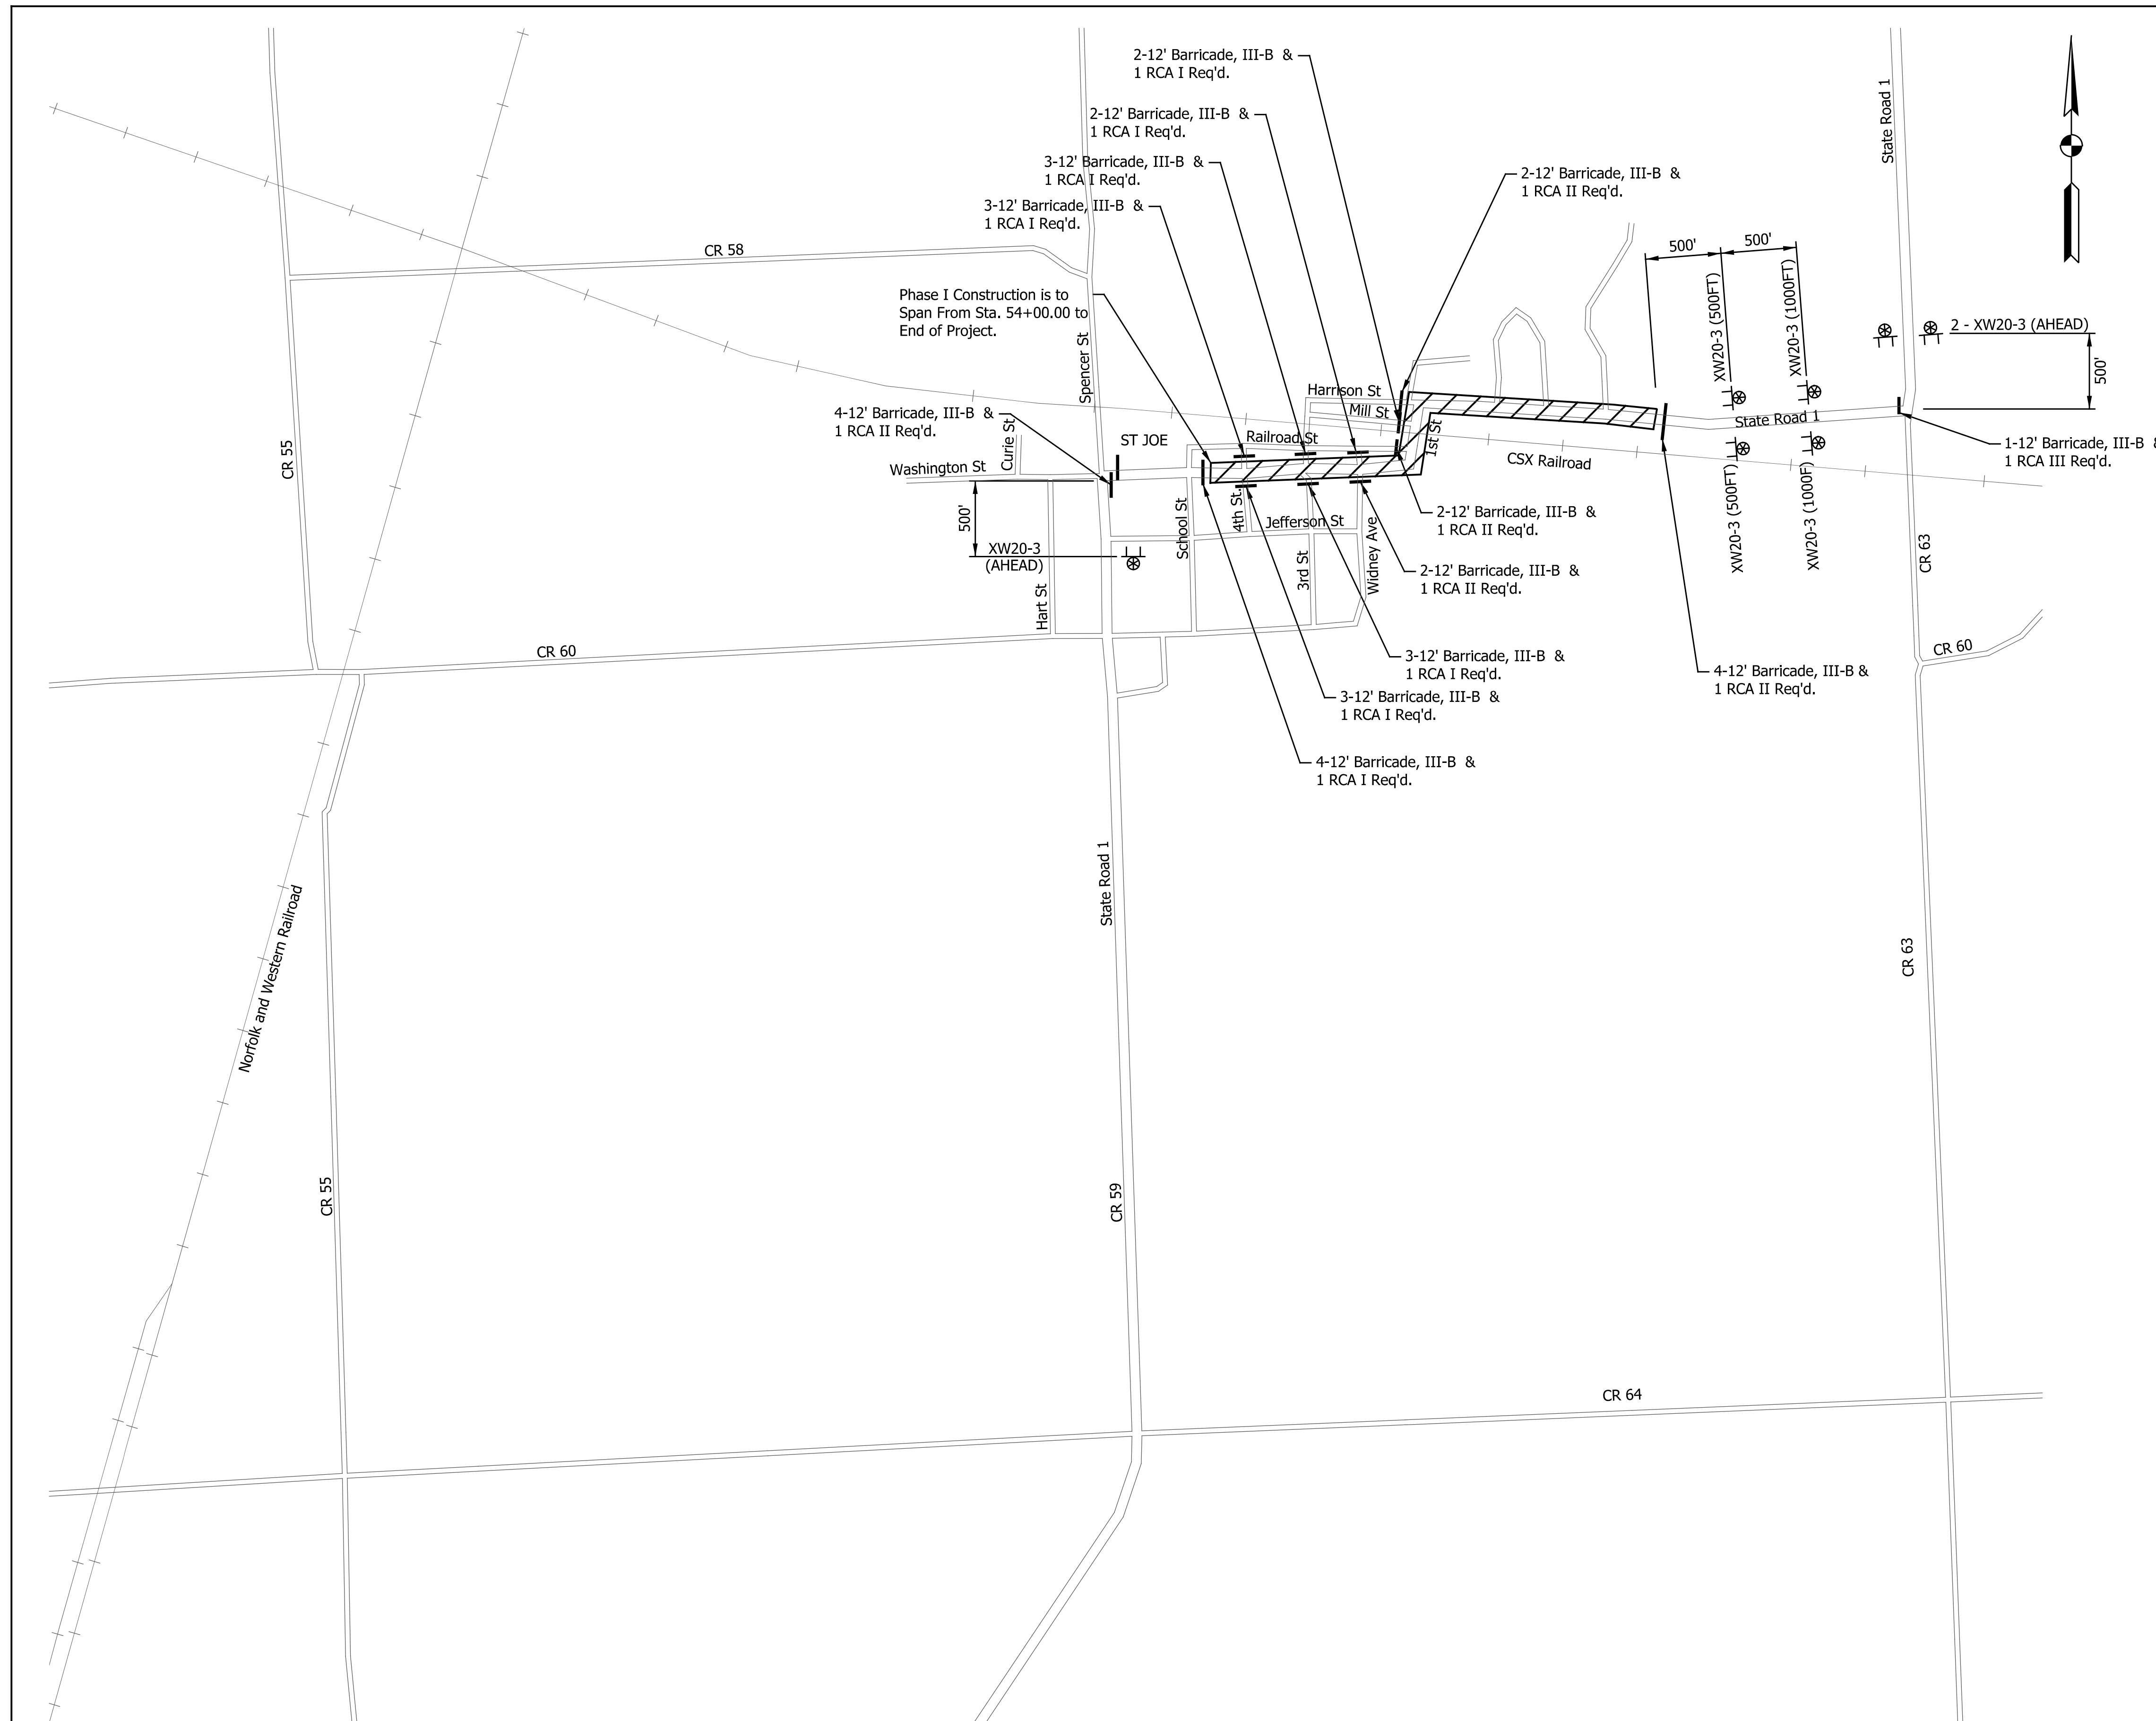 2-12' Barricade, III-B &
1 RCA I Req'd.
2-12' Barricade, III-B &
1 RCA I Req'd.
3-12' Barricade, III-B &
1 RCA I Req'd.
3-12' Barricade, III-B &
1 RCA I Req'd.
2-12' Barricade, III-B &
1 RCA II Req'd.
State Road 1
CR 58
500'
500'
XW20-3 (500FT)
XW20-3 (1000FT)
Phase I Construction is to
Span From Sta. 54+00.00 to
End of Project.
2 - XW20-3 (AHEAD)
500'
Spencer St
Harrison St
Mill St
4-12' Barricade, III-B &
1 RCA II Req'd.
State Road 1
Curie St
ST JOE
Railroad St
1st St
CSX Railroad
1-12' Barricade, III-B &
1 RCA III Req'd.
CR 55
Washington St
XW20-3 (500FT)
XW20-3 (1000F)
500'
School St
4th St.
Jefferson St
2-12' Barricade, III-B &
1 RCA II Req'd.
XW20-3
(AHEAD)
3rd St
Widney Ave
2-12' Barricade, III-B &
1 RCA II Req'd.
CR 63
Hart St
CR 60
3-12' Barricade, III-B &
1 RCA I Req'd.
CR 60
4-12' Barricade, III-B &
1 RCA II Req'd.
3-12' Barricade, III-B &
1 RCA I Req'd.
4-12' Barricade, III-B &
1 RCA I Req'd.
State Road 1
Norfolk and Western Railroad
CR 63
CR 55
CR 59
CR 64